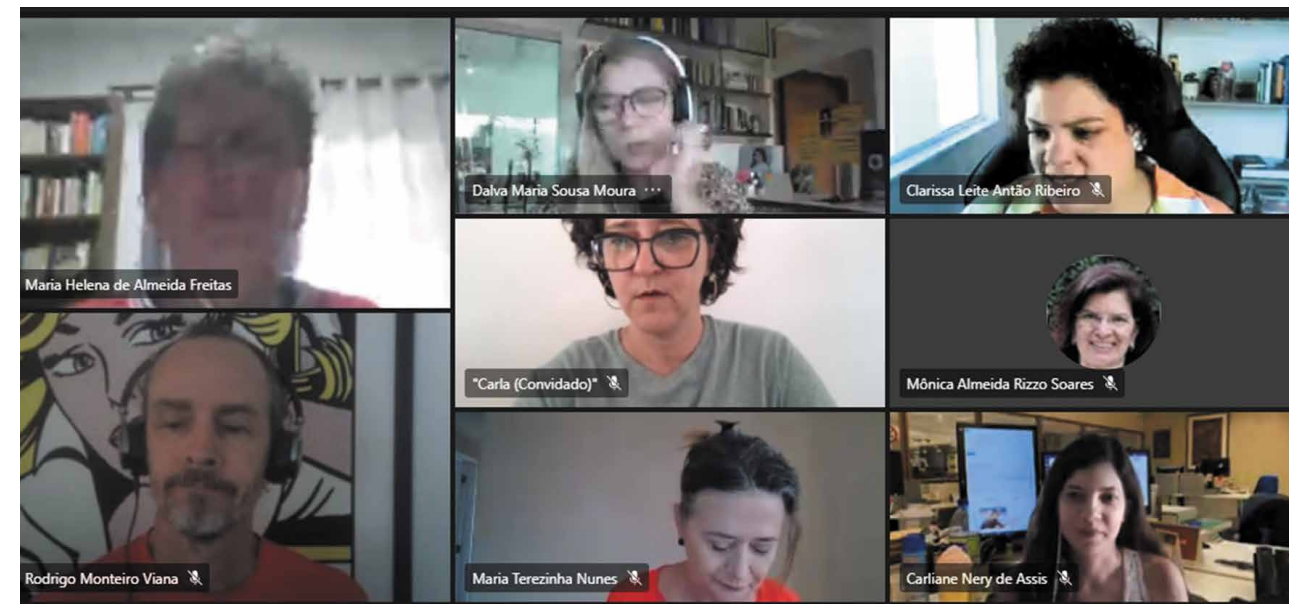 Dalva Maria Sousa Moura ...
Clarissa Leite Antão Ribeiro
Maria Helena de Almeida Freitas
"Carla (Convidado)"
Mônica Almeida Rizzo Soares
Rodrigo Monteiro Viana
Maria Terezinha Nunes
Carliane Nery de Assis